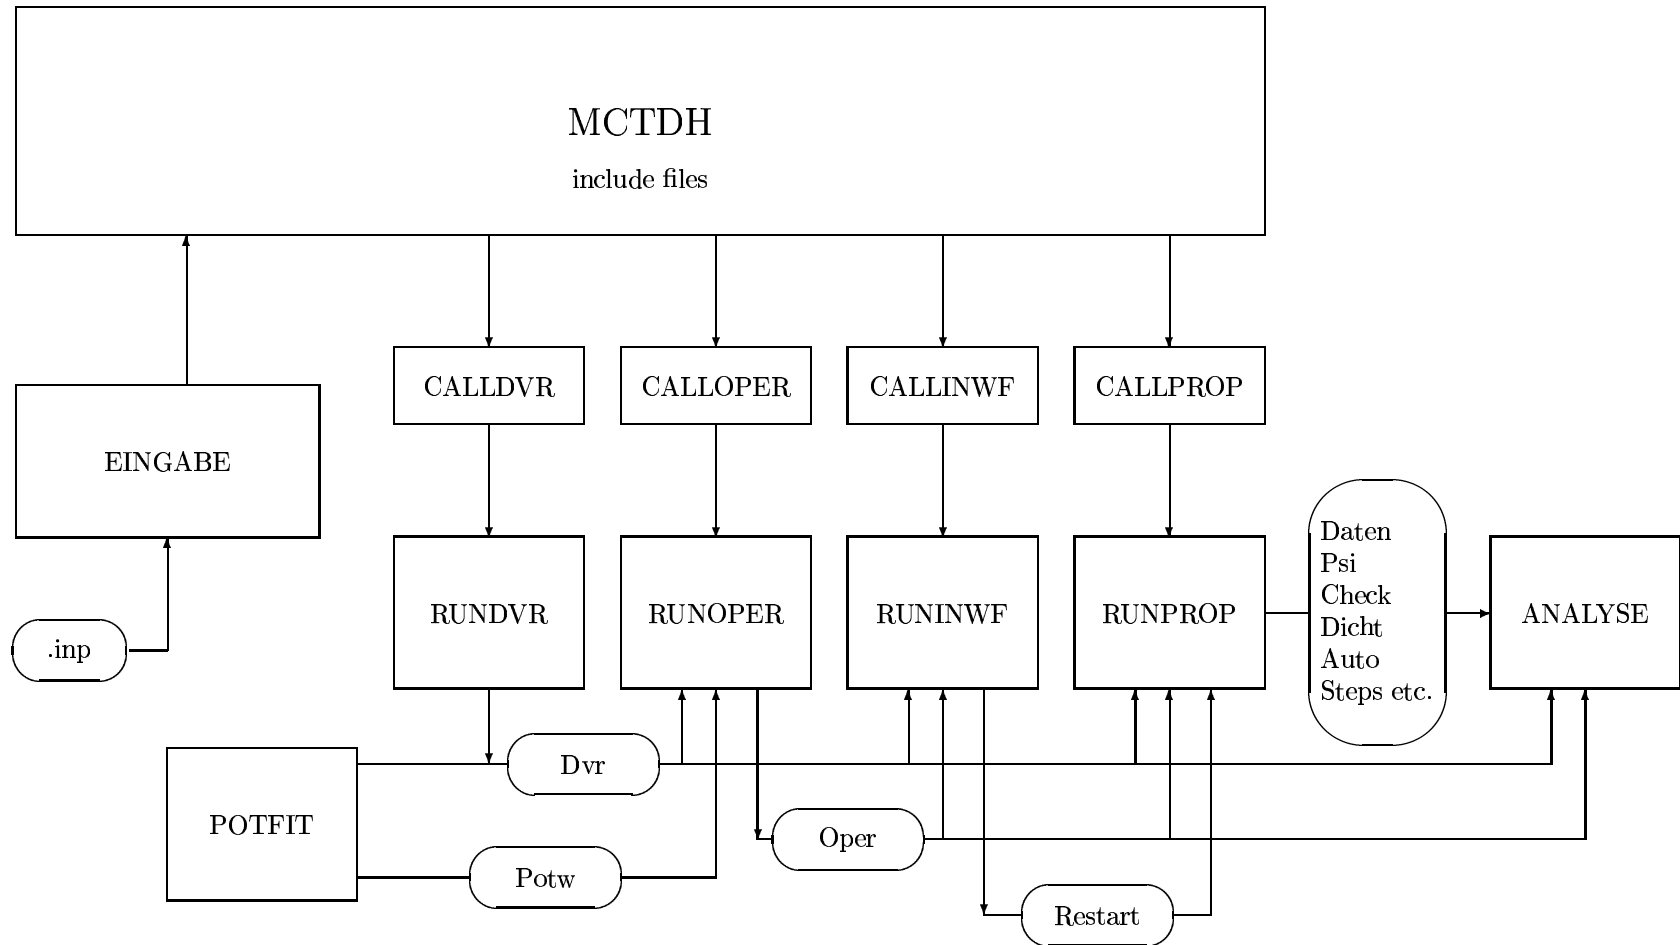 MCTDH
include files
CALLDVR
CALLOPER
CALLINWF
CALLPROP
EINGABE
RUNDVR
RUNOPER
RUNINWF
RUNPROP
Daten
Psi
Check
Dicht
Auto
Steps etc.
ANALYSE
.inp
Dvr
POTFIT
Oper
Potw
Restart